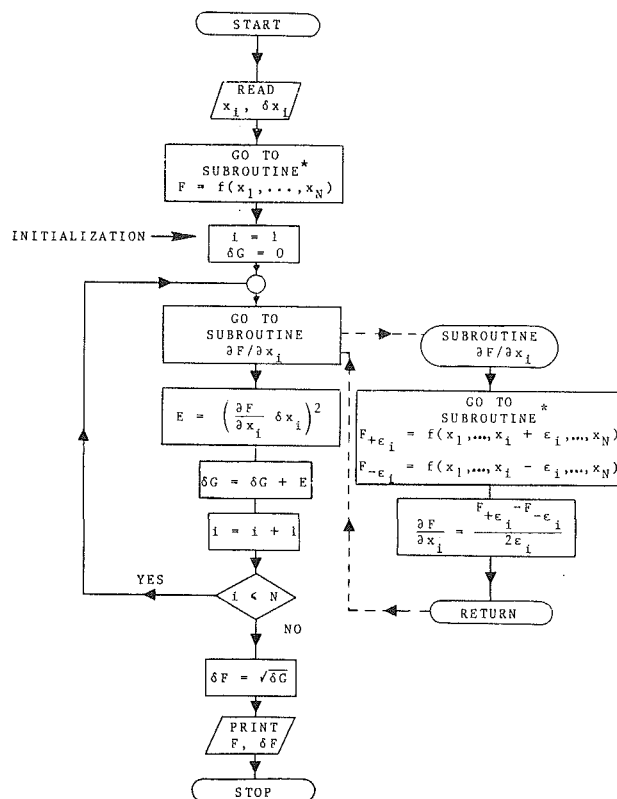 START
READ
x_i, δx_i
GO TO
SUBROUTINE*
F = f(x_1,...,x_N)
INITIALIZATION
i = 1
δG = 0
GO TO
SUBROUTINE
∂F/∂x_i
E = (∂F/∂x_i δx_i)^2
δG = δG + E
i = i + 1
YES
i < N
NO
δF = √δG
PRINT
F, δF
STOP
SUBROUTINE
∂F/∂x_i
GO TO
SUBROUTINE*
F_{+ε_i} = f(x_1,...,x_i + ε_i,...,x_N)
F_{-ε_i} = f(x_1,...,x_i - ε_i,...,x_N)
∂F/∂x_i = (F_{+ε_i} - F_{-ε_i})/2ε_i
RETURN